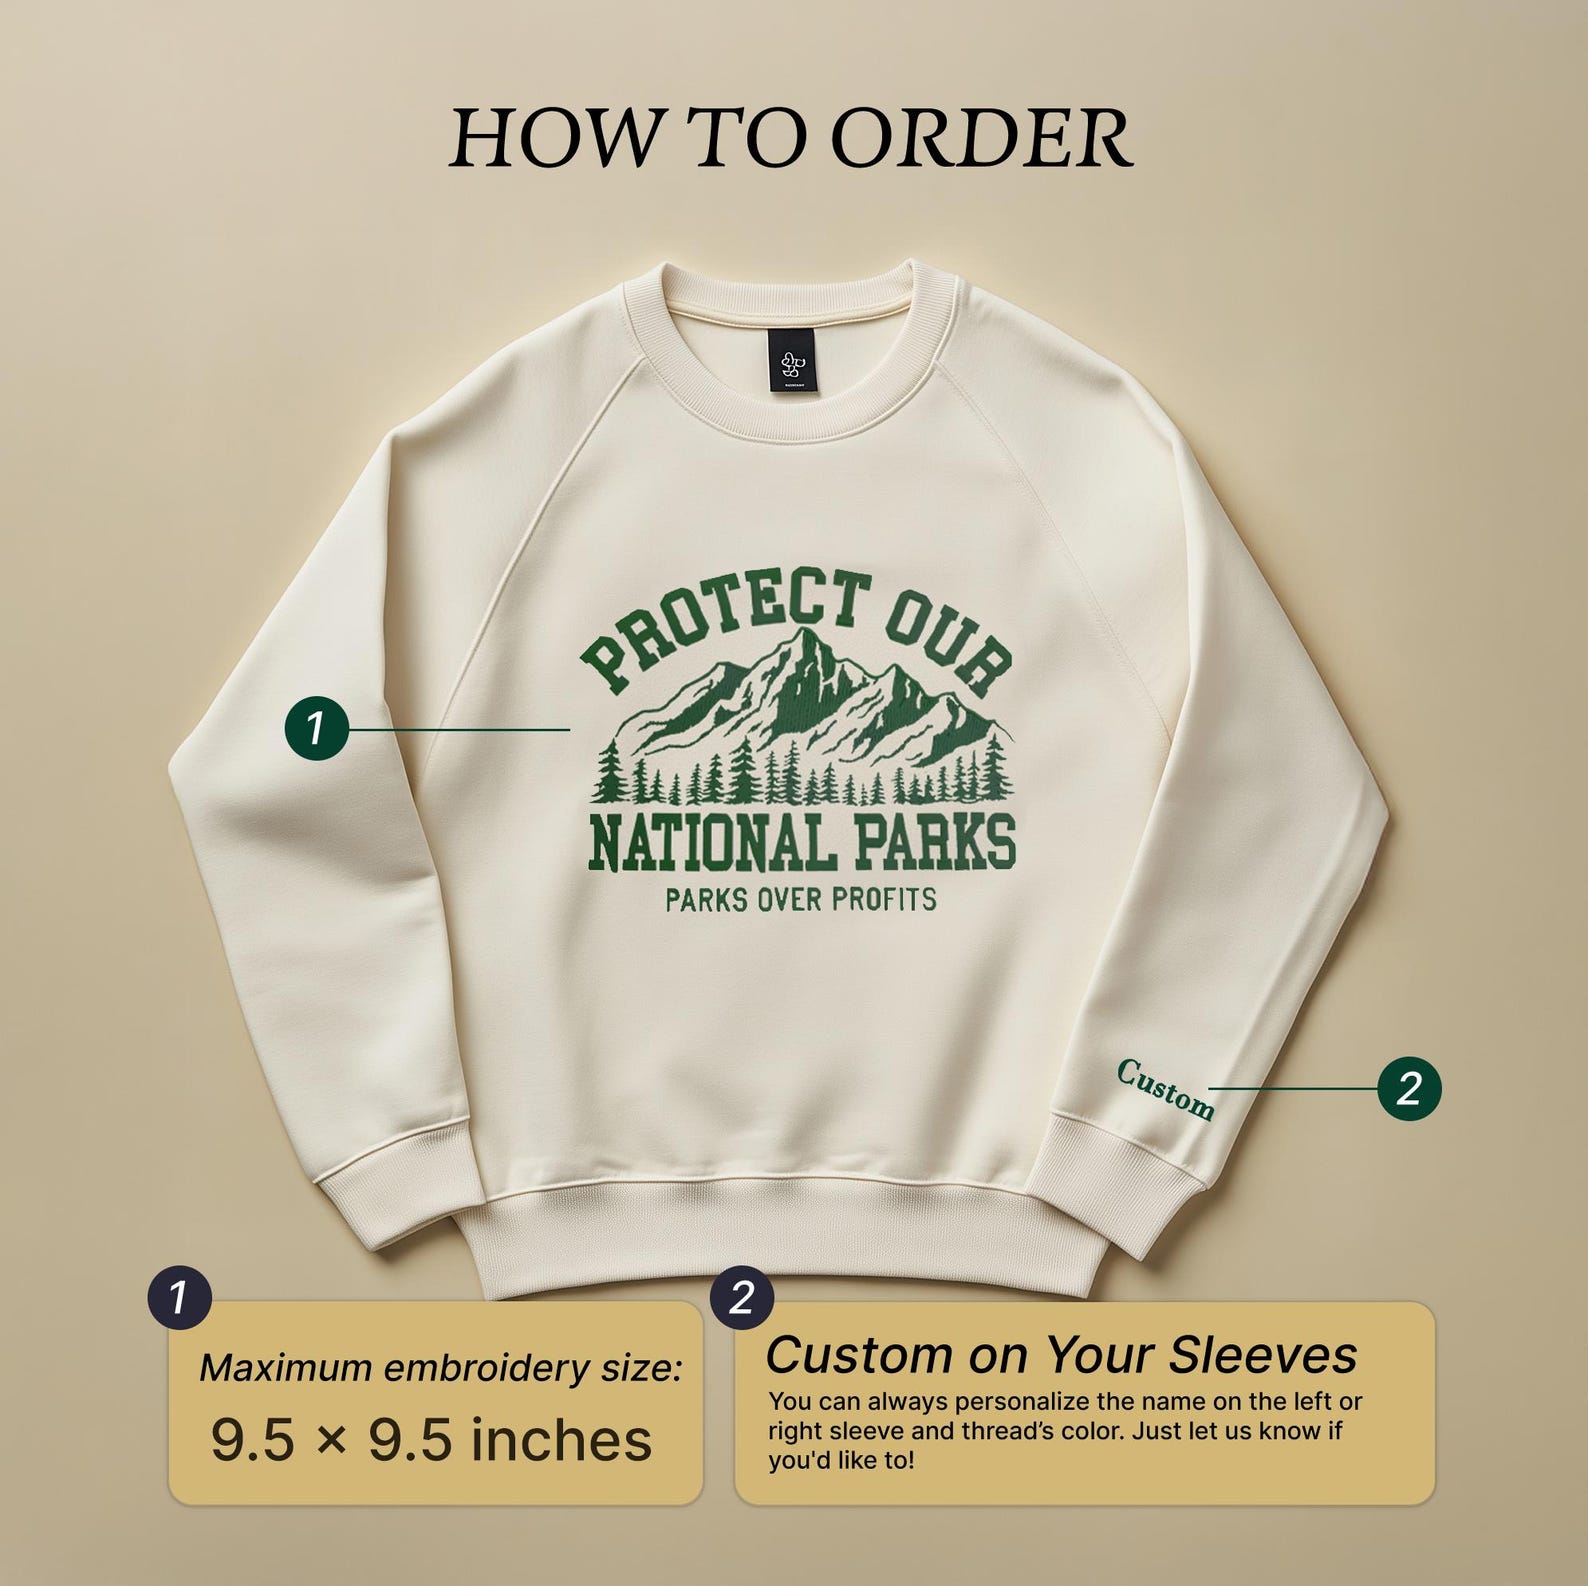 HOW TO ORDER
PROTECT OUR
NATIONAL PARKS
PARKS OVER PROFITS
1
Custom
2
1
Maximum embroidery size:
9.5 × 9.5 inches
2
Custom on Your Sleeves
You can always personalize the name on the left or
right sleeve and thread’s color. Just let us know if
you'd like to!